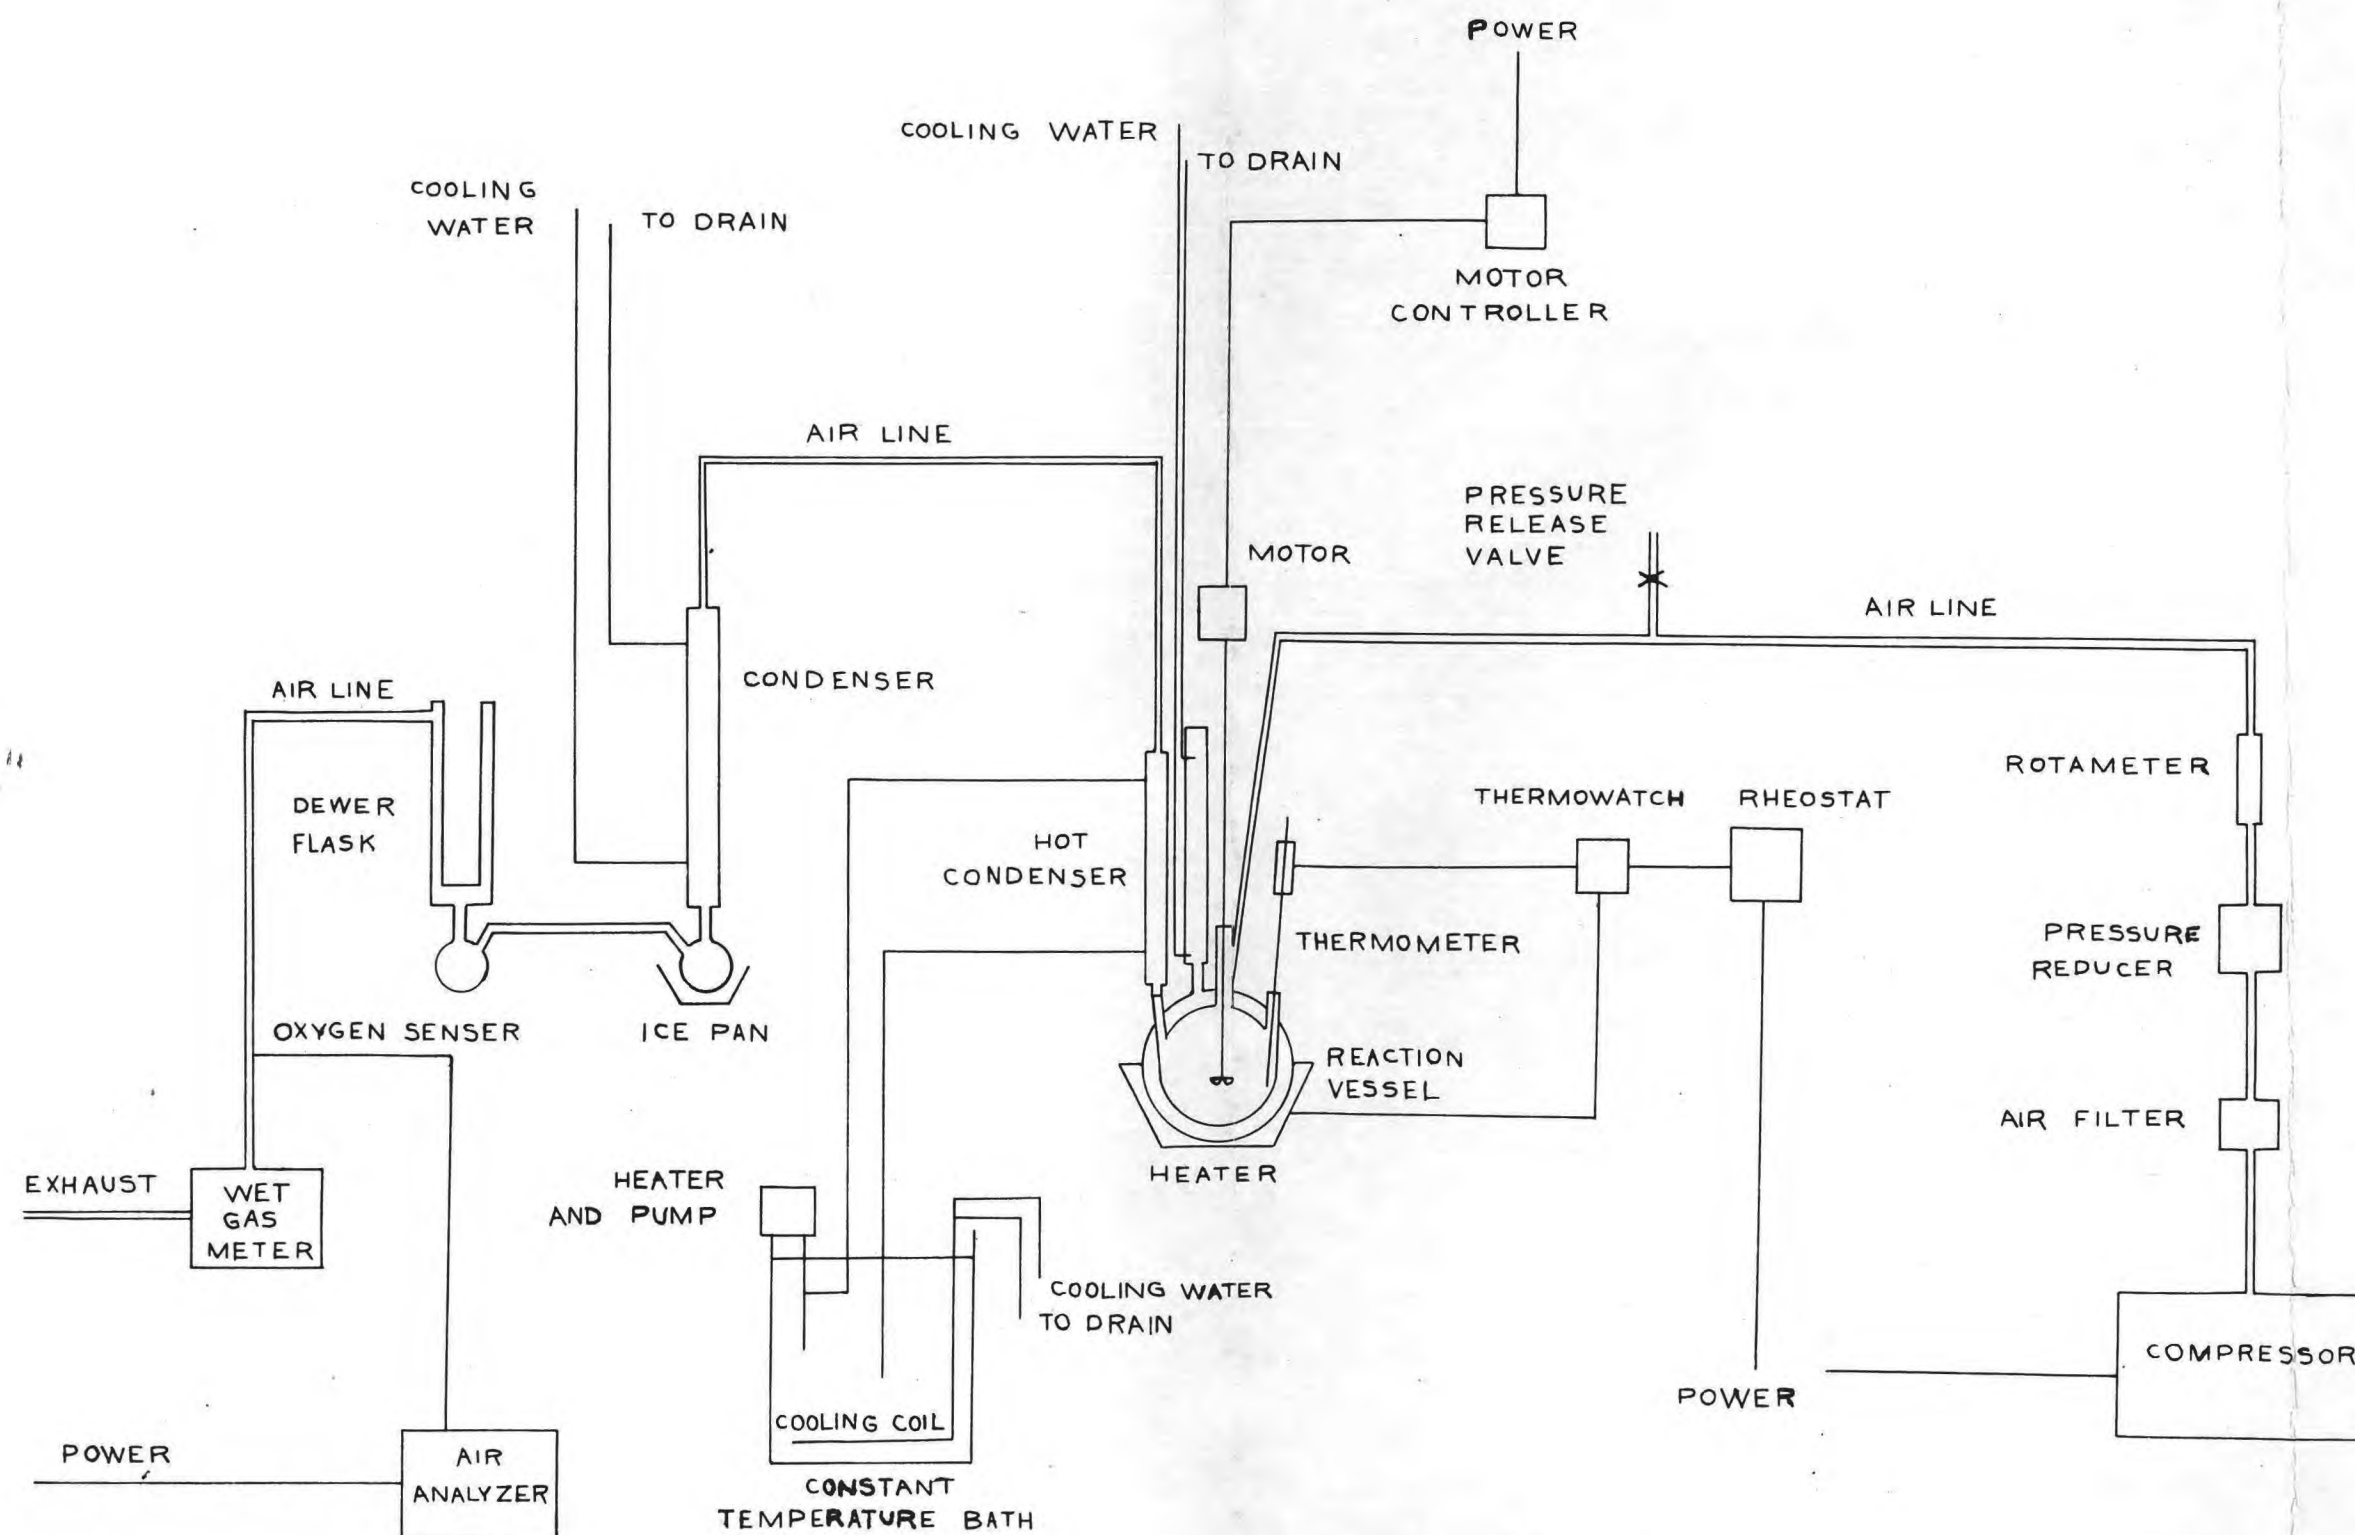 POWER
COOLING WATER
TO DRAIN
COOLING
WATER
TO DRAIN
MOTOR
CONTROLLER
AIR LINE
PRESSURE
RELEASE
VALVE
MOTOR
AIR LINE
CONDENSER
AIR LINE
ROTAMETER
THERMOWATCH
RHEOSTAT
DEWER
FLASK
HOT
CONDENSER
THERMOMETER
PRESSURE
REDUCER
OXYGEN SENSER
ICE PAN
REACTION
VESSEL
AIR FILTER
HEATER
EXHAUST
WET
GAS
METER
HEATER
AND PUMP
COOLING WATER
TO DRAIN
COMPRESSOR
POWER
COOLING COIL
POWER
AIR
ANALYZER
CONSTANT
TEMPERATURE BATH